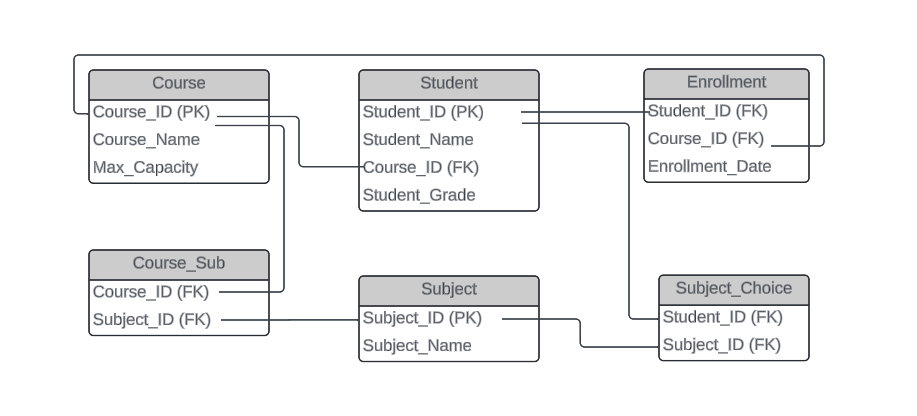 Course
Course_ID (PK)
Course_Name
Max_Capacity
Student
Student_ID (PK)
Student_Name
Course_ID (FK)
Student_Grade
Enrollment
Student_ID (FK)
Course_ID (FK)
Enrollment_Date
Course_Sub
Course_ID (FK)
Subject_ID (FK)
Subject
Subject_ID (PK)
Subject_Name
Subject_Choice
Student_ID (FK)
Subject_ID (FK)